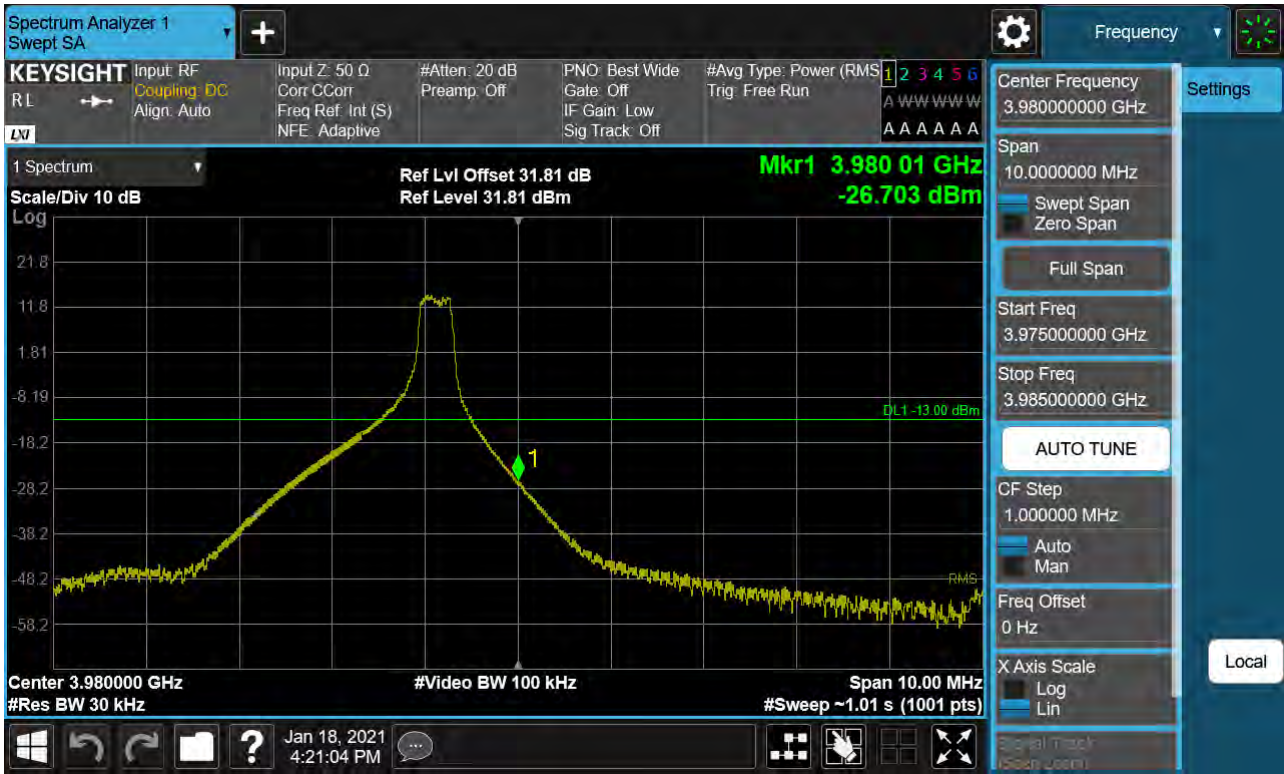 Spectrum Analyzer 1
Swept SA
+
Frequency
KEYSIGHT
RL
LXI
Input: RF
Coupling: DC
Align: Auto
Input Z: 50 Ω
Corr CCorr
Freq Ref: Int (S)
NFE: Adaptive
#Atten: 20 dB
Preamp: Off
PNO: Best Wide
Gate: Off
IF Gain: Low
Sig Track: Off
#Avg Type: Power (RMS
Trig: Free Run
1 2 3 4 5 6
A W W W W W
A A A A A A
1 Spectrum
Scale/Div 10 dB
Log
Ref Lvl Offset 31.81 dB
Ref Level 31.81 dBm
Mkr1 3.980 01 GHz
-26.703 dBm
21.8
11.8
1.81
-8.19
DL1 -13.00 dBm
-18.2
1
-28.2
-38.2
-48.2
RMS
-58.2
Center 3.980000 GHz
#Res BW 30 kHz
#Video BW 100 kHz
Span 10.00 MHz
#Sweep ~1.01 s (1001 pts)
Center Frequency
3.980000000 GHz
Settings
Span
10.0000000 MHz
Swept Span
Zero Span
Full Span
Start Freq
3.975000000 GHz
Stop Freq
3.985000000 GHz
AUTO TUNE
CF Step
1.000000 MHz
Auto
Man
Freq Offset
0 Hz
X Axis Scale
Log
Lin
Local
Signal Track
(Span Zoom)
?
Jan 18, 2021
4:21:04 PM